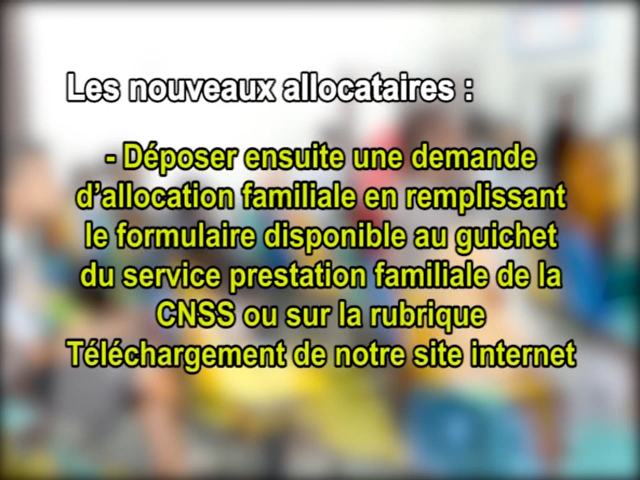 Les nouveaux allocataires :
- Déposer ensuite une demande
d’allocation familiale en remplissant
le formulaire disponible au guichet
du service prestation familiale de la
CNSS ou sur la rubrique
Téléchargement de notre site internet